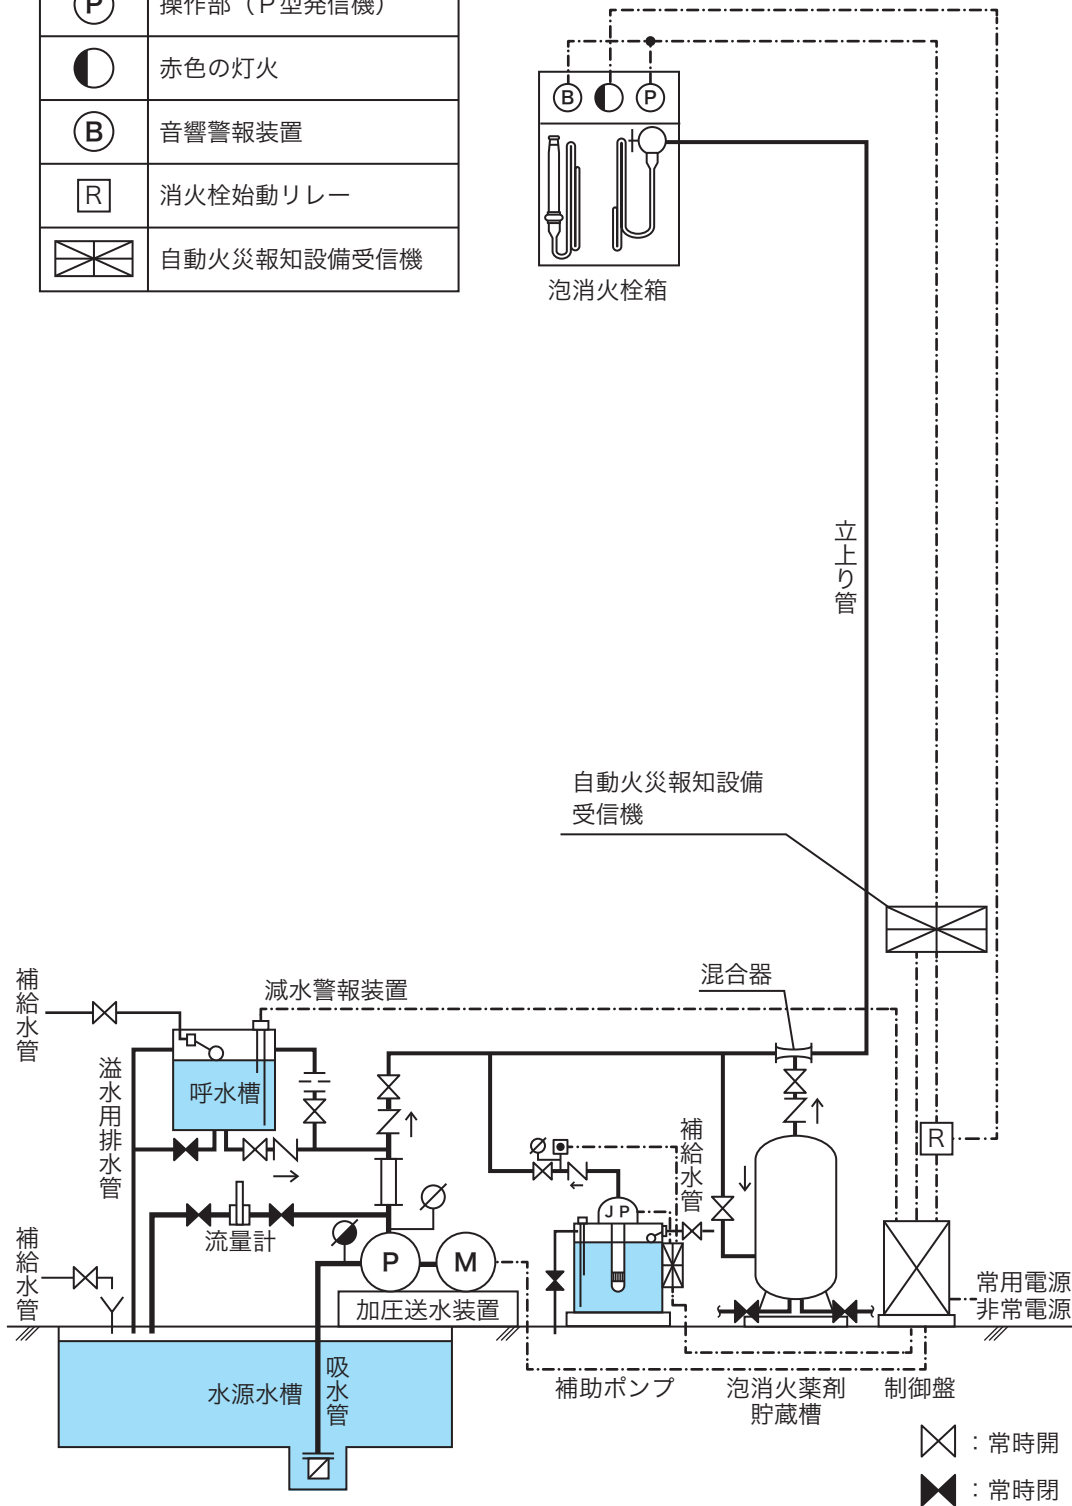 P
操作部（P型発信機）
赤色の灯火
B
音響警報装置
R
消火栓始動リレー
自動火災報知設備受信機
B
P
泡消火栓箱
立上り管
自動火災報知設備
受信機
混合器
補給水管
減水警報装置
呼水槽
溢水用排水管
流量計
補給水管
P
M
加圧送水装置
水源水槽
吸水管
補給水管
JP
補助ポンプ
泡消火薬剤
貯蔵槽
制御盤
R
常用電源
非常電源
：常時開
：常時閉